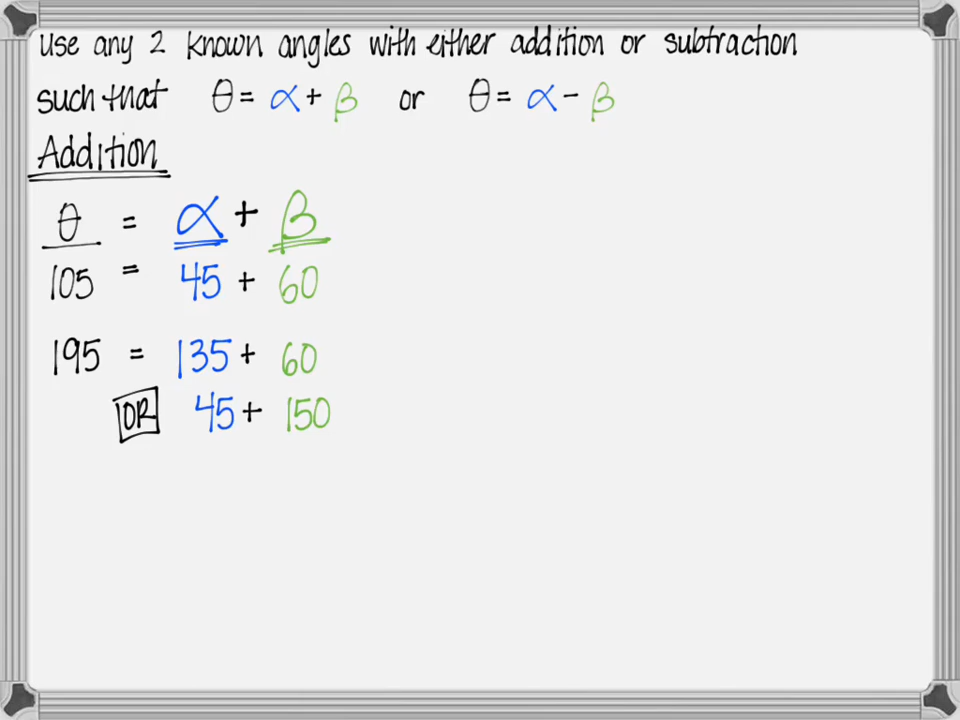 Use any 2 known angles with either addition or subtraction
such that θ = α + β or θ = α - β
Addition
θ = α + β
105 = 45 + 60
195 = 135 + 60
OR 45 + 150